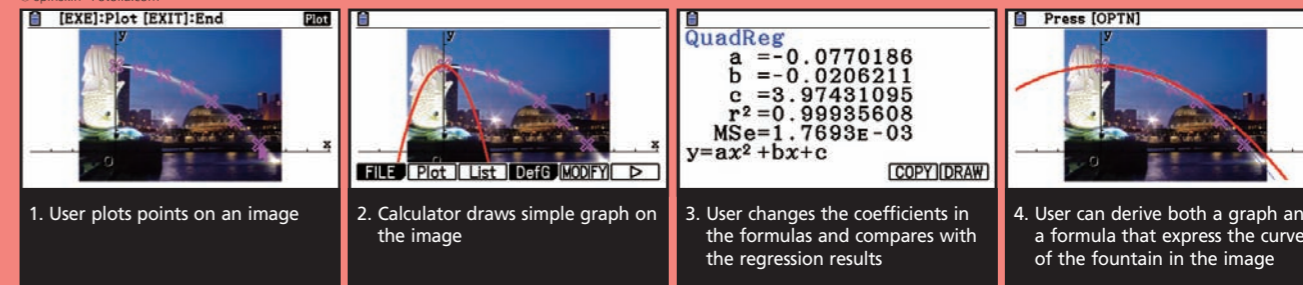 [EXE]:Plot [EXIT]:End Plot
y
x
O
1. User plots points on an image
y
x
O
FILE Plot List DefG MODIFY ▷
2. Calculator draws simple graph on
the image
QuadReg
a =-0.0770186
b =-0.0206211
c =3.97431095
r²=0.99935608
MSe=1.7693E-03
y=ax²+bx+c
COPY DRAW
3. User changes the coefficients in
the formulas and compares with
the regression results
Press [OPTN]
y
O
4. User can derive both a graph an
a formula that express the curve
of the fountain in the image